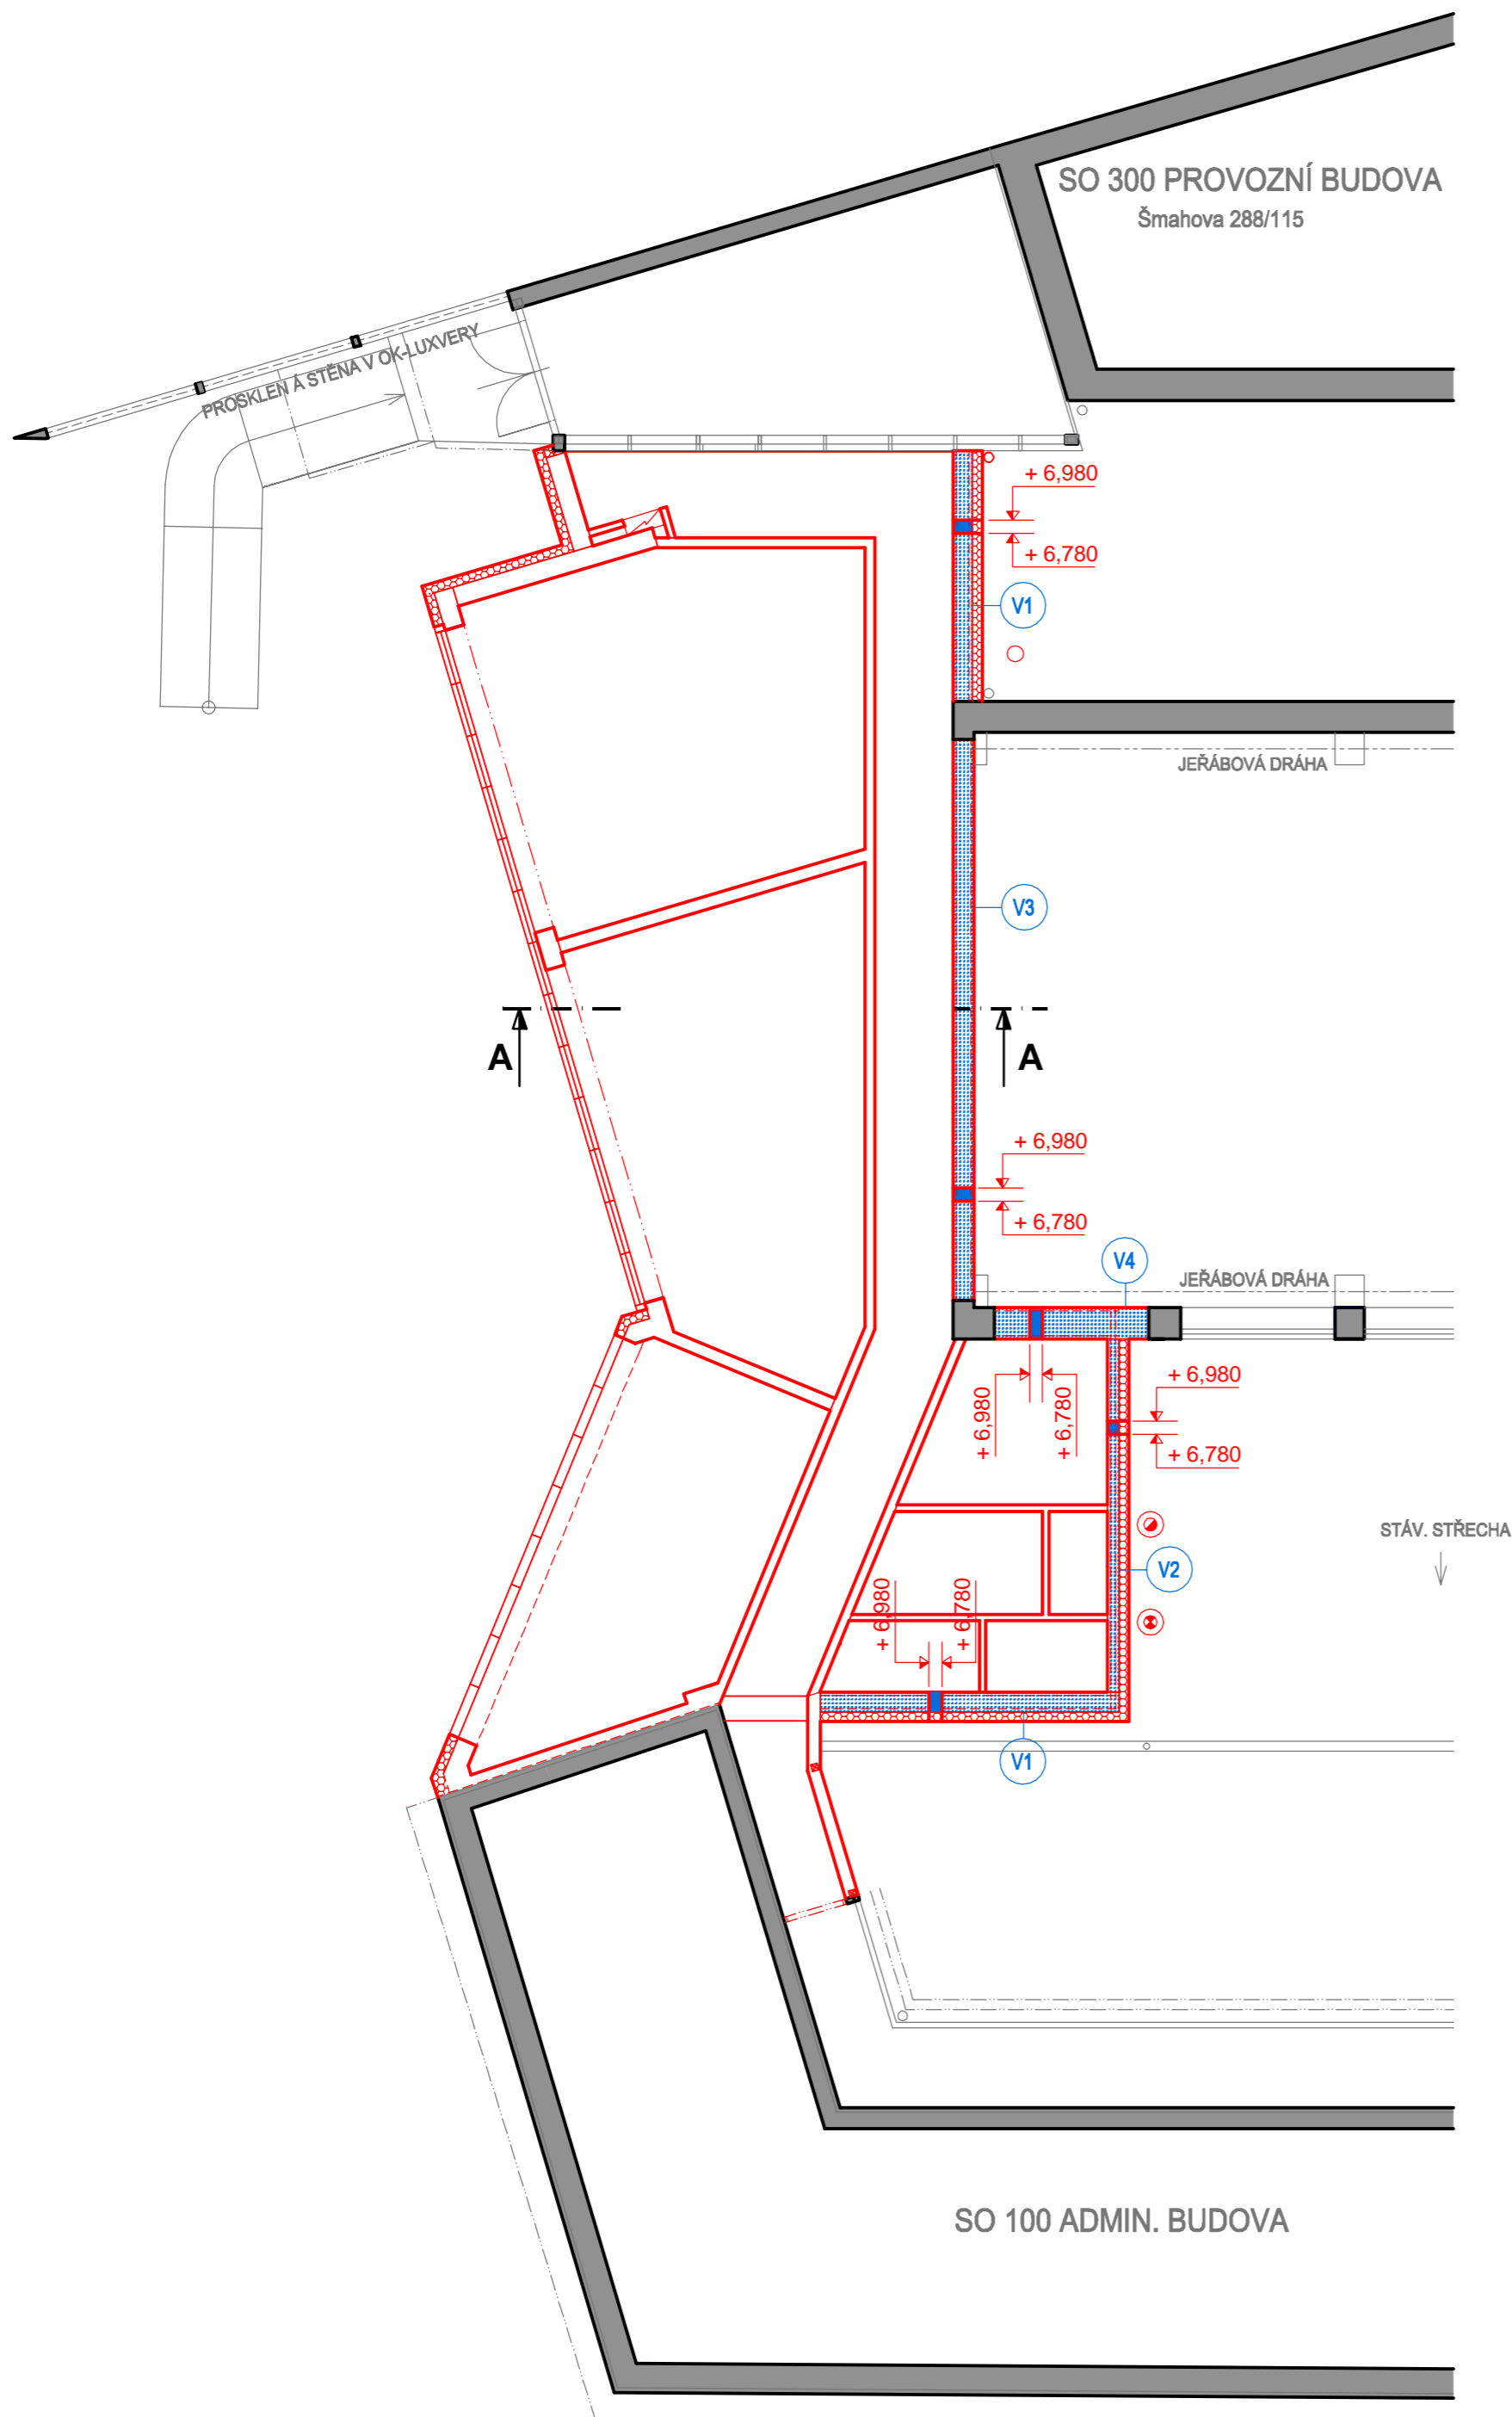 SO 300 PROVOZNÍ BUDOVA
Šmahova 288/115
PROSKLENÁ STĚNA V OK-LUXVERY
+ 6,980
+ 6,780
V1
JEŘÁBOVÁ DRÁHA
V3
A
A
+ 6,980
+ 6,780
V4
JEŘÁBOVÁ DRÁHA
+ 6,980
+ 6,780
+ 6,980
+ 6,780
STÁV. STŘECHA
V2
+ 6,980
+ 6,780
V1
SO 100 ADMIN. BUDOVA